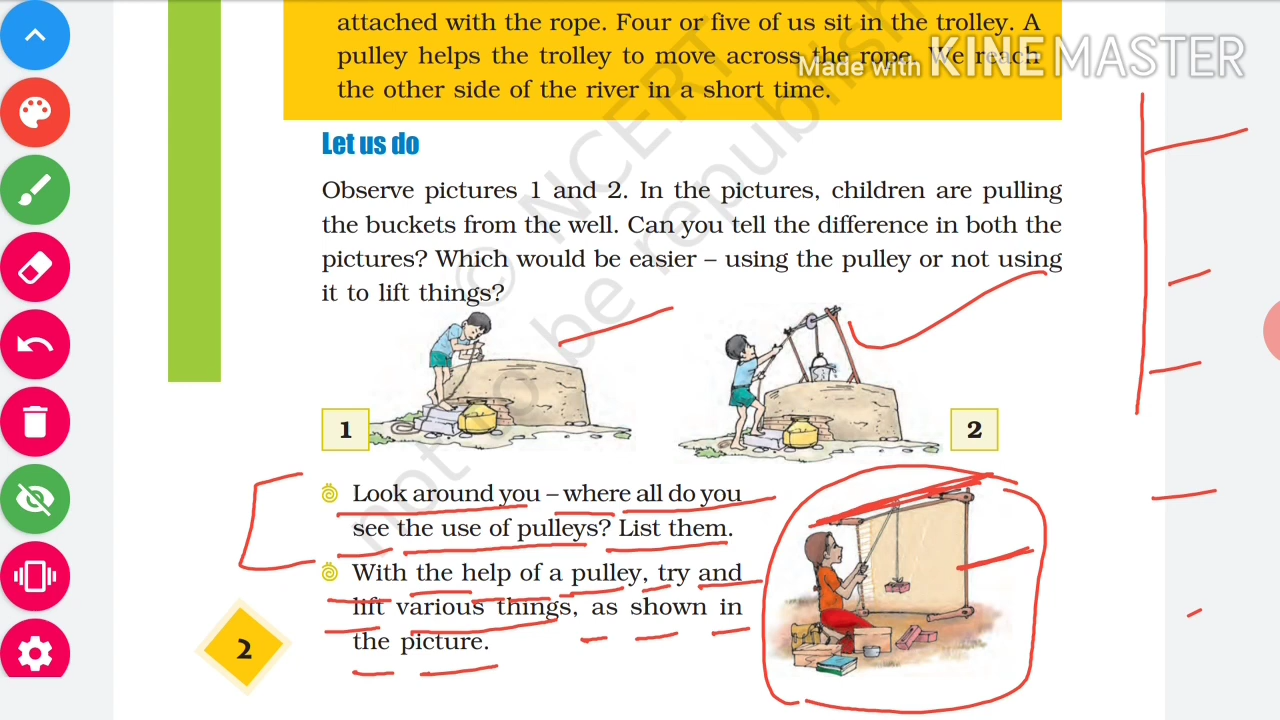 attached with the rope. Four or five of us sit in the trolley. A
pulley helps the trolley to move across the rope. We reach
the other side of the river in a short time.
Made with KINEMASTER
Let us do
Observe pictures 1 and 2. In the pictures, children are pulling
the buckets from the well. Can you tell the difference in both the
pictures? Which would be easier – using the pulley or not using
it to lift things?
1
2
Look around you – where all do you
see the use of pulleys? List them.
With the help of a pulley, try and
lift various things, as shown in
the picture.
2
© NCERT
not to be republish